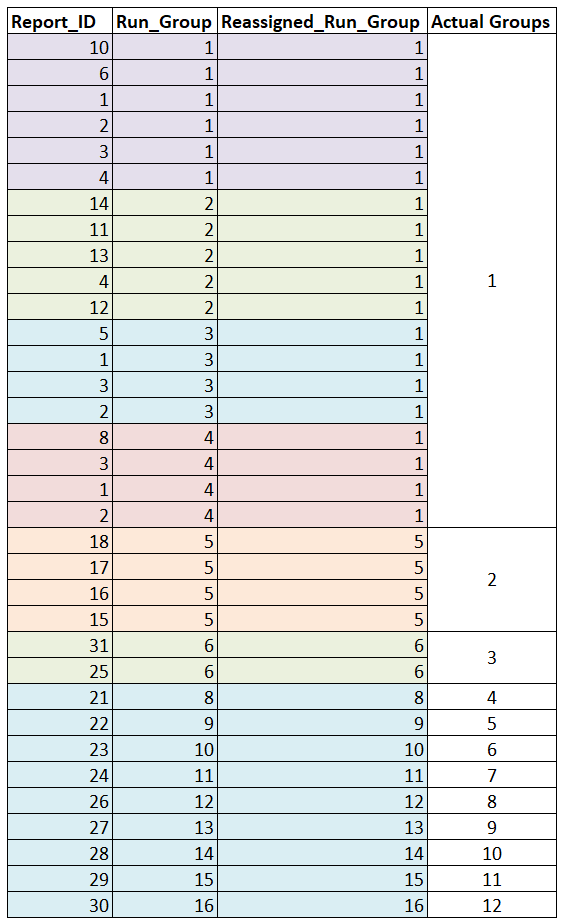 Report_ID Run_Group Reassigned_Run_Group Actual Groups
10 1 1
6 1 1
1 1 1
2 1 1
3 1 1
4 1 1
14 2 1
11 2 1
13 2 1
4 2 1 1
12 2 1
5 3 1
1 3 1
3 3 1
2 3 1
8 4 1
3 4 1
1 4 1
2 4 1
18 5 5
17 5 5 2
16 5 5
15 5 5
31 6 6 3
25 6 6
21 8 8 4
22 9 9 5
23 10 10 6
24 11 11 7
26 12 12 8
27 13 13 9
28 14 14 10
29 15 15 11
30 16 16 12